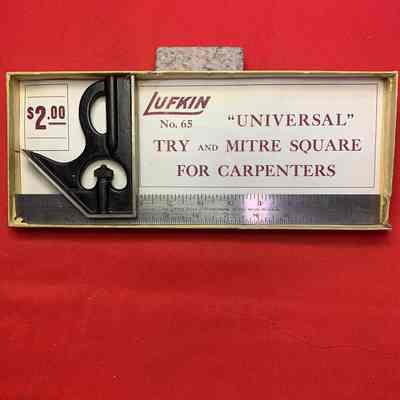 $2.00
LUFKIN
No. 65
"UNIVERSAL"
TRY AND MITRE SQUARE
FOR CARPENTERS